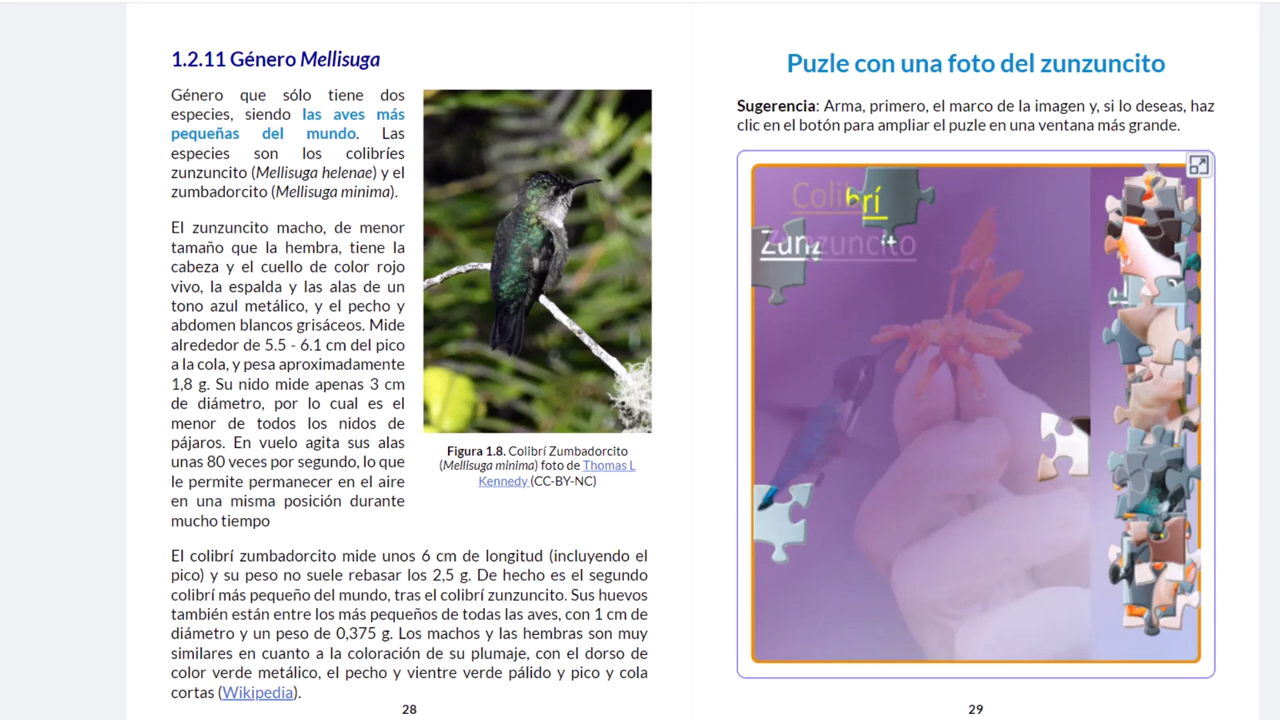 1.2.11 Género Mellisuga
Género que sólo tiene dos
especies, siendo las aves más
pequeñas del mundo. Las
especies son los colibríes
zunzuncito (Mellisuga helenae) y el
zumbadorcito (Mellisuga minima).
El zunzuncito macho, de menor
tamaño que la hembra, tiene la
cabeza y el cuello de color rojo
vivo, la espalda y las alas de un
tono azul metálico, y el pecho y
abdomen blancos grisáceos. Mide
alrededor de 5.5 - 6.1 cm del pico
a la cola, y pesa aproximadamente
1,8 g. Su nido mide apenas 3 cm
de diámetro, por lo cual es el
menor de todos los nidos de
pájaros. En vuelo agita sus alas
unas 80 veces por segundo, lo que
le permite permanecer en el aire
en una misma posición durante
mucho tiempo
Figura 1.8. Colibrí Zumbadorcito
(Mellisuga minima) foto de Thomas L
Kennedy (CC-BY-NC)
El colibrí zumbadorcito mide unos 6 cm de longitud (incluyendo el
pico) y su peso no suele rebasar los 2,5 g. De hecho es el segundo
colibrí más pequeño del mundo, tras el colibrí zunzuncito. Sus huevos
también están entre los más pequeños de todas las aves, con 1 cm de
diámetro y un peso de 0,375 g. Los machos y las hembras son muy
similares en cuanto a la coloración de su plumaje, con el dorso de
color verde metálico, el pecho y vientre verde pálido y pico y cola
cortas (Wikipedia).
28
Puzle con una foto del zunzuncito
Sugerencia: Arma, primero, el marco de la imagen y, si lo deseas, haz
clic en el botón para ampliar el puzle en una ventana más grande.
Colibrí
Zunzuncito
29